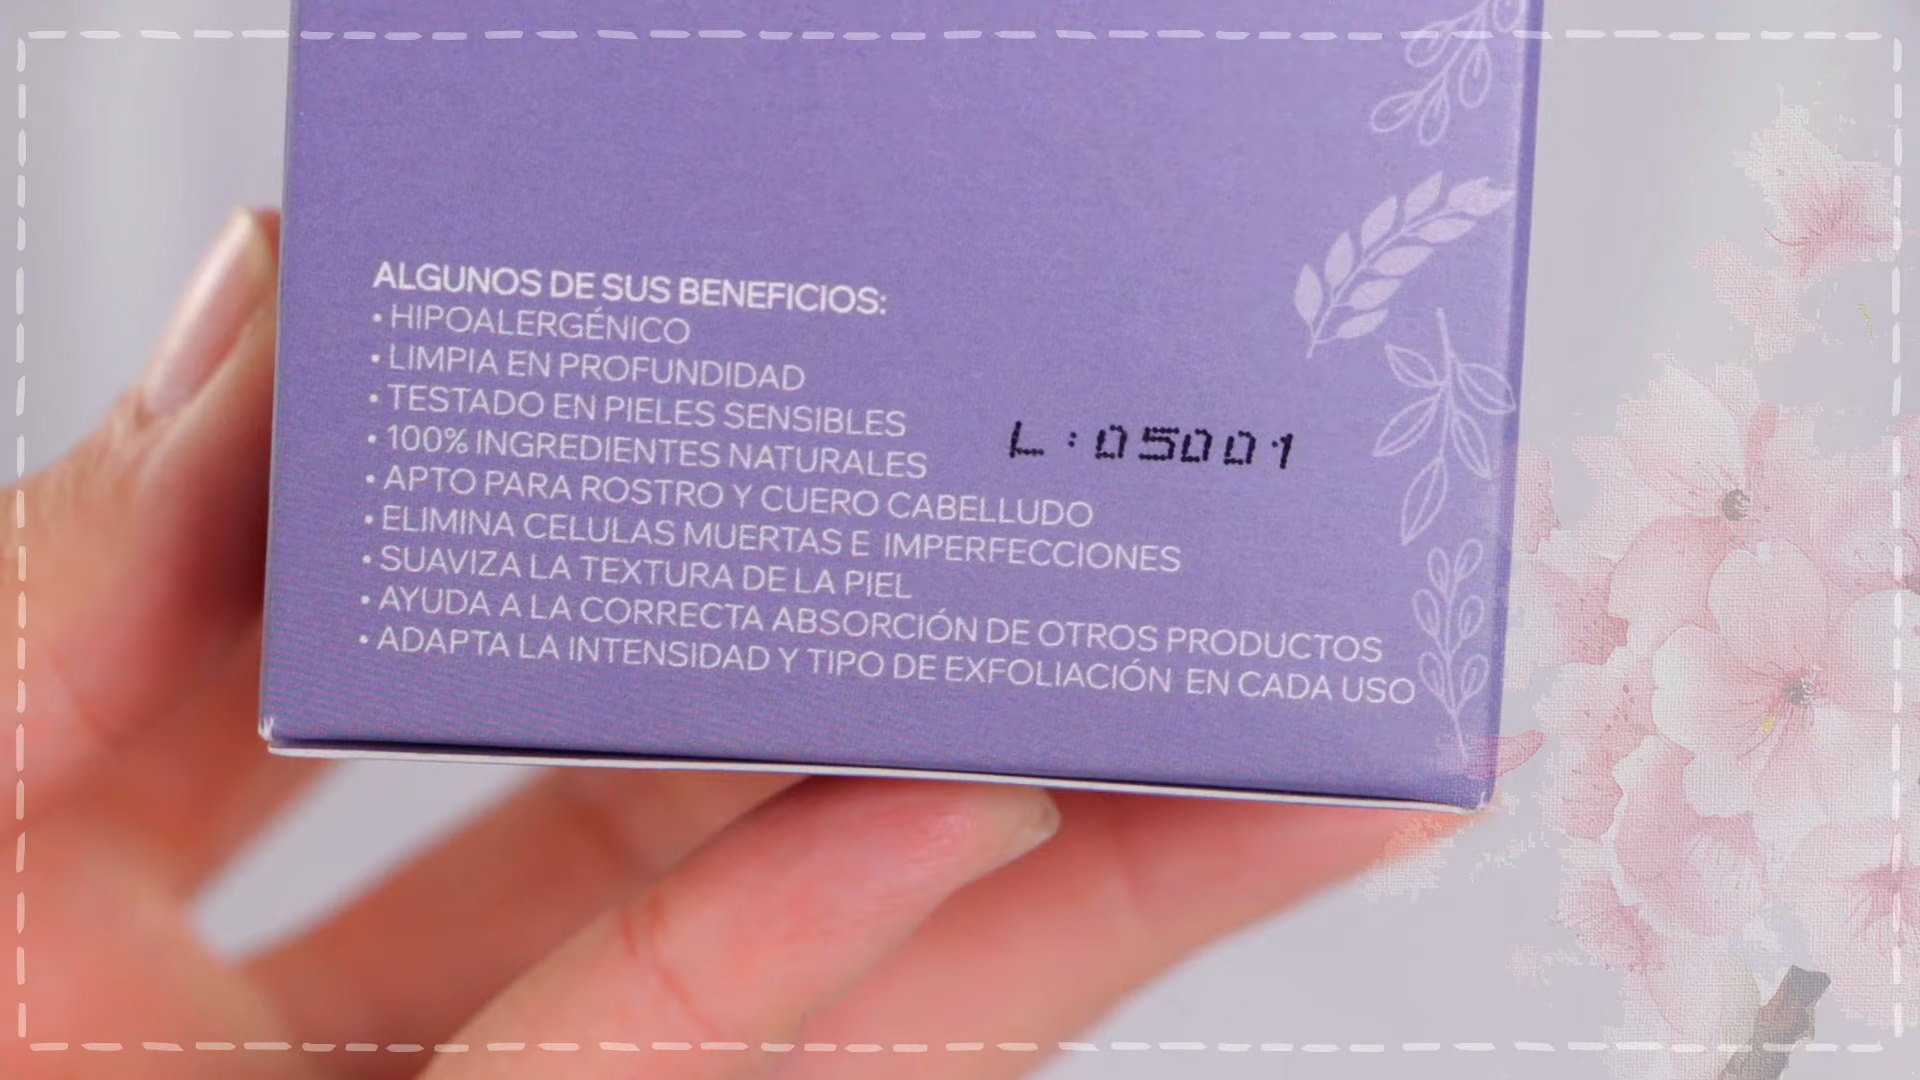 ALGUNOS DE SUS BENEFICIOS:
• HIPOALERGÉNICO
• LIMPIA EN PROFUNDIDAD
• TESTADO EN PIELES SENSIBLES
• 100% INGREDIENTES NATURALES
L:05001
• APTO PARA ROSTRO Y CUERO CABELLUDO
• ELIMINA CELULAS MUERTAS E IMPERFECCIONES
• SUAVIZA LA TEXTURA DE LA PIEL
• AYUDA A LA CORRECTA ABSORCIÓN DE OTROS PRODUCTOS
• ADAPTA LA INTENSIDAD Y TIPO DE EXFOLIACIÓN EN CADA USO